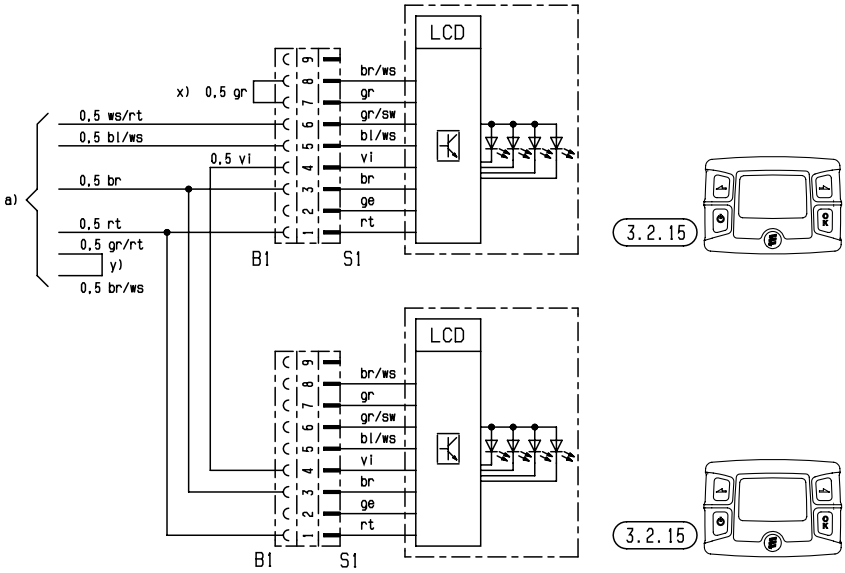 LCD
9
8
7
6
5
4
3
2
1
br/ws
gr
gr/sw
bl/ws
vi
br
ge
rt
x) 0,5 gr
a)
0,5 ws/rt
0,5 bl/ws
0,5 vi
0,5 br
0,5 rt
0,5 gr/rt
y)
0,5 br/ws
B1 S1
3.2.15
OK
LCD
9
8
7
6
5
4
3
2
1
br/ws
gr
gr/sw
bl/ws
vi
br
ge
rt
B1 S1
3.2.15
OK